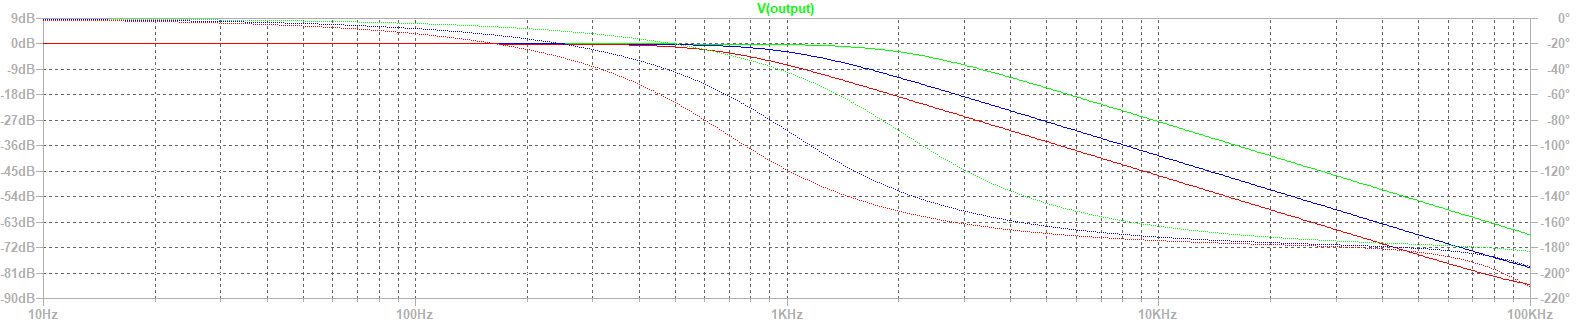 V(output)
9dB 0°
0dB -20°
-9dB -40°
-18dB -60°
-27dB -80°
-36dB -100°
-45dB -120°
-54dB -140°
-63dB -160°
-72dB -180°
-81dB -200°
-90dB -220°
10Hz 100Hz 1KHz 10KHz 100KHz